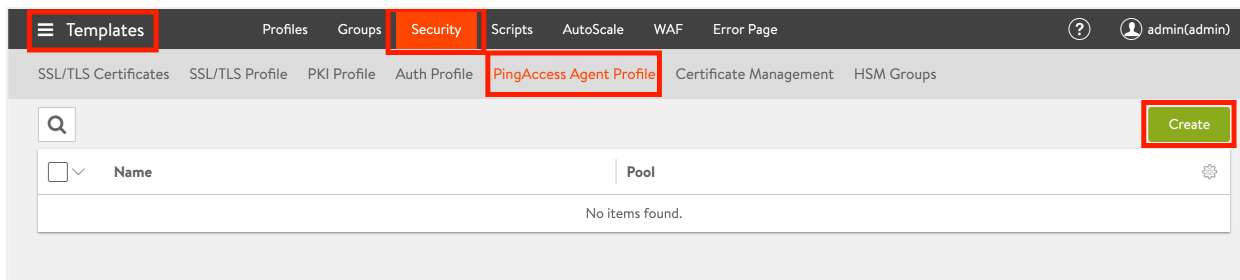 Templates Profiles Groups Security Scripts AutoScale WAF Error Page ? admin(admin)
SSL/TLS Certificates SSL/TLS Profile PKI Profile Auth Profile PingAccess Agent Profile Certificate Management HSM Groups
Create
Name Pool
No items found.